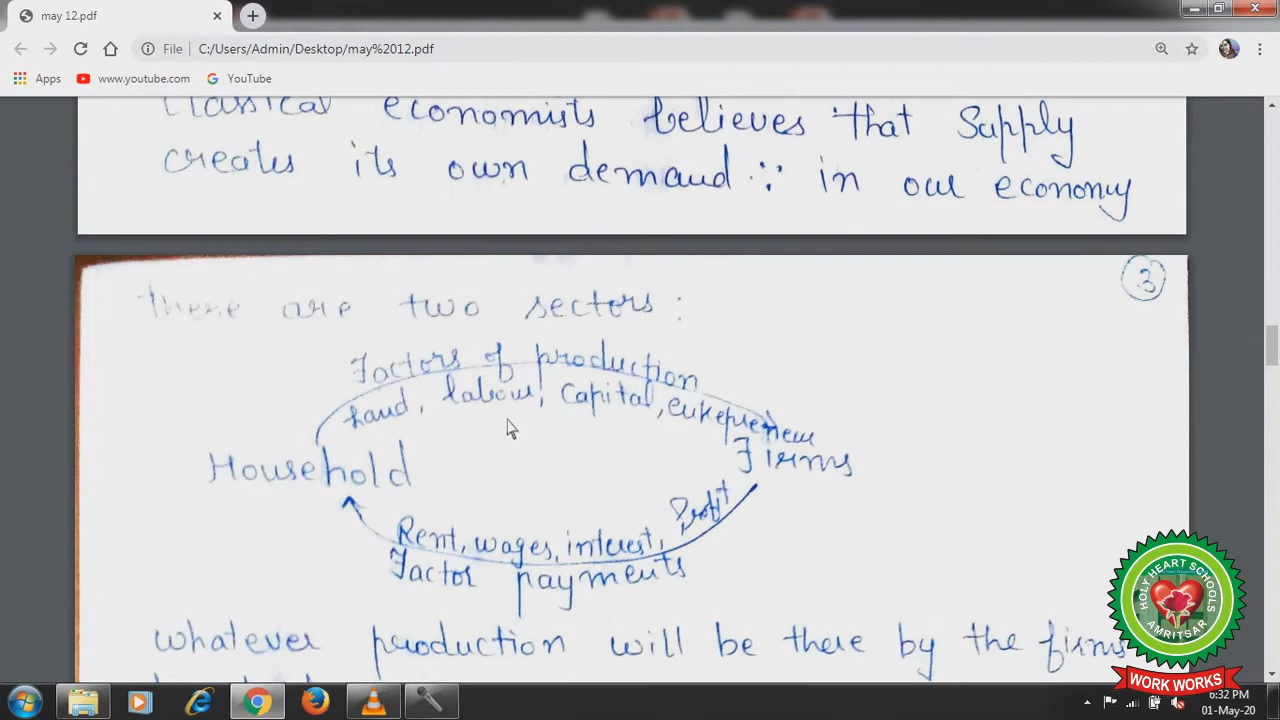 may 12.pdf
File C:/Users/Admin/Desktop/may%2012.pdf
Apps www.youtube.com YouTube
Classical economists believes that Supply
creates its own demand ∵ in our economy
3
there are two sectors :
Factors of production
land, labour, Capital, entrepreneur
Household
Firms
Rent, wages, interest, Profit
Factor payments
whatever production will be there by the firms
HOLY HEART SCHOOLS
AMRITSAR
WORK WORKS
6:32 PM
01-May-20